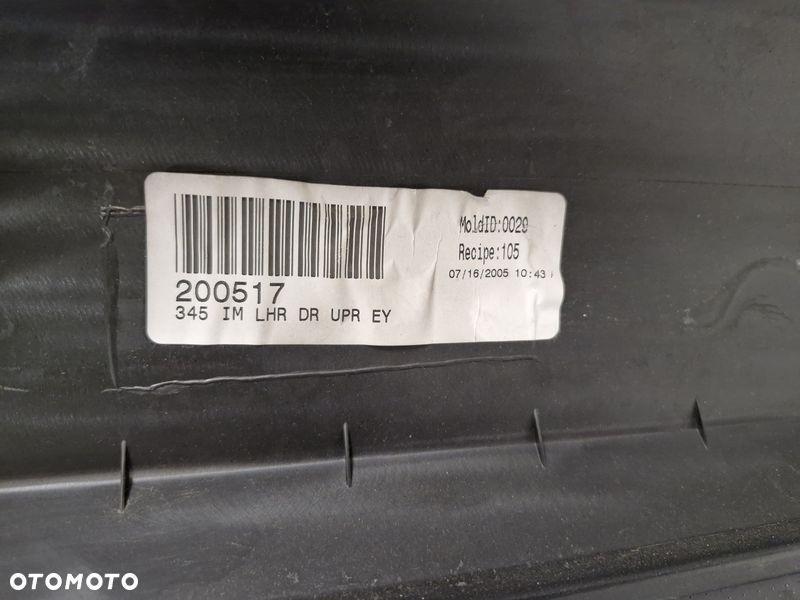 MoldID:0029
Recipe:105
07/16/2005 10:43
200517
345 IM LHR DR UPR EY
OTOMOTO